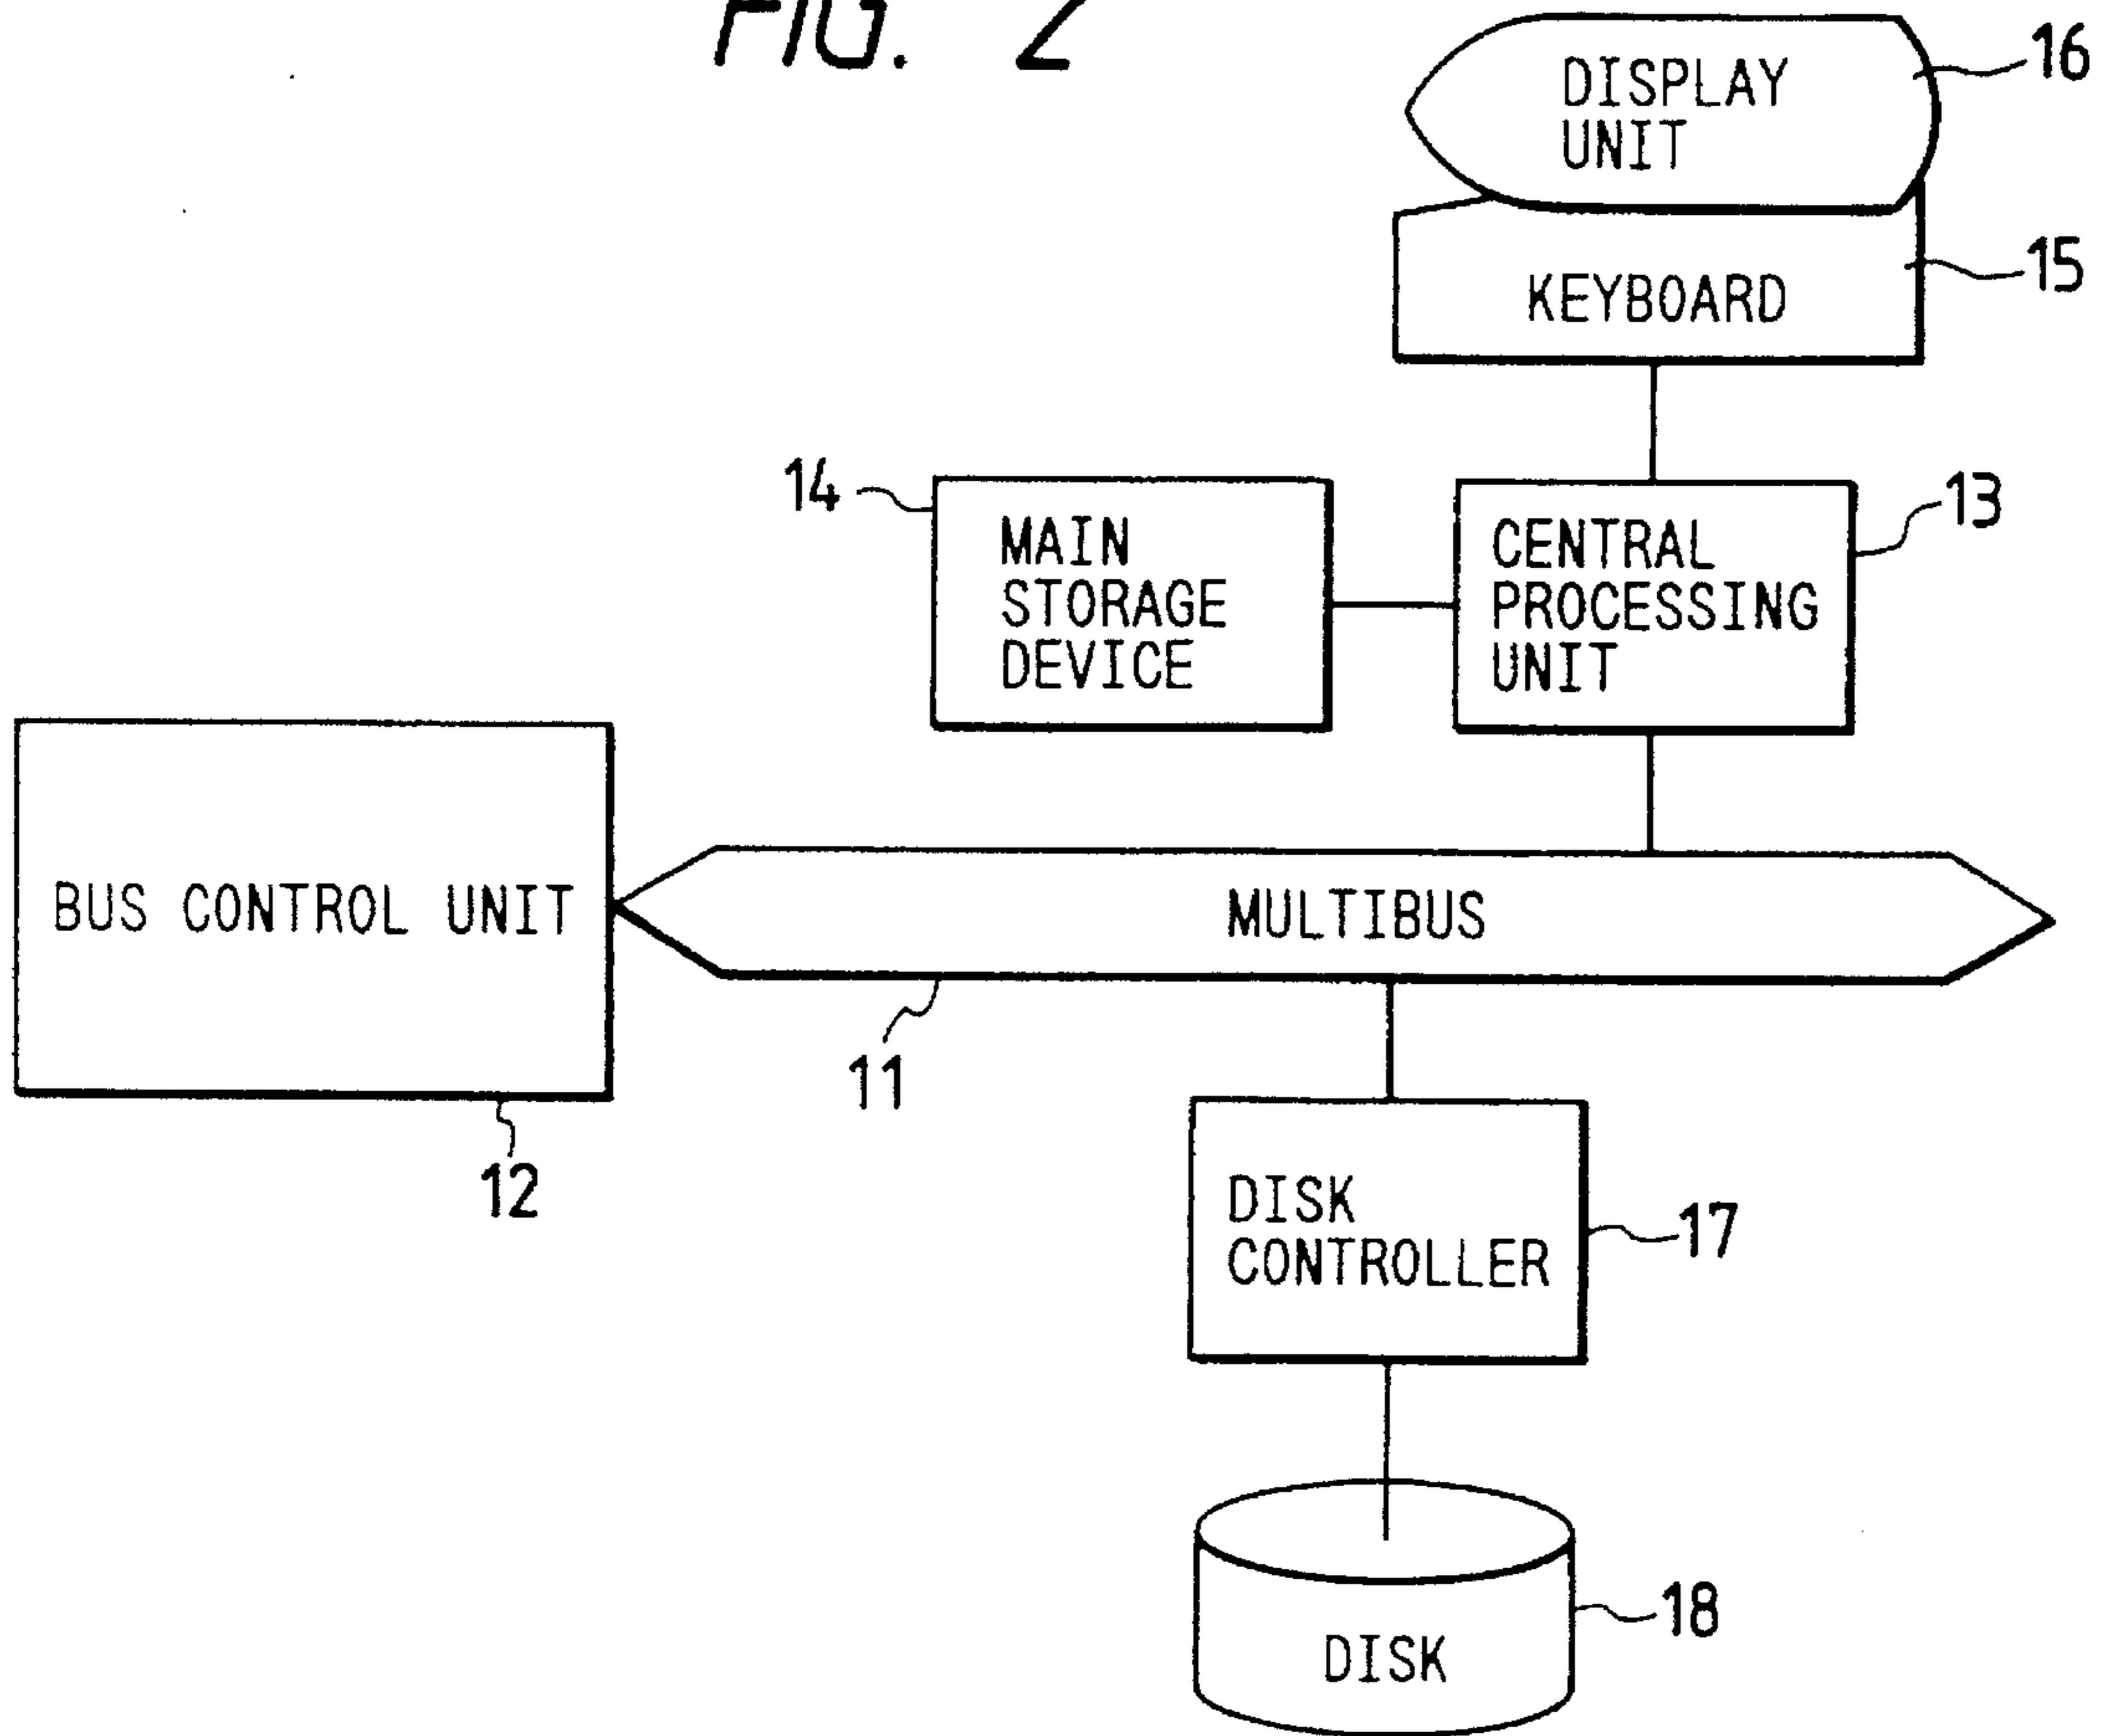 FIG. 2
16
DISPLAY
UNIT
15
KEYBOARD
14
MAIN
STORAGE
DEVICE
13
CENTRAL
PROCESSING
UNIT
BUS CONTROL UNIT
MULTIBUS
11
12
DISK
CONTROLLER
17
18
DISK